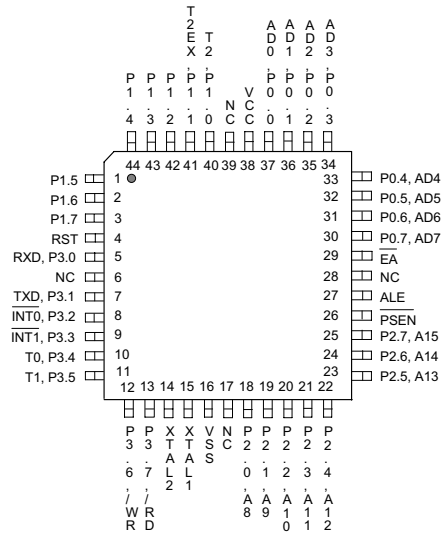 P1.4
P1.3
P1.2
T2EX,P1.1
T2,P1.0
NC
VCC
AD0,P0.0
AD1,P0.1
AD2,P0.2
AD3,P0.3
44 43 42 41 40 39 38 37 36 35 34
P1.5 1
P1.6 2
P1.7 3
RST 4
RXD, P3.0 5
NC 6
TXD, P3.1 7
INT0, P3.2 8
INT1, P3.3 9
T0, P3.4 10
T1, P3.5 11
33 P0.4, AD4
32 P0.5, AD5
31 P0.6, AD6
30 P0.7, AD7
29 EA
28 NC
27 ALE
26 PSEN
25 P2.7, A15
24 P2.6, A14
23 P2.5, A13
12 13 14 15 16 17 18 19 20 21 22
P3.6,/WR
P3.7,/RD
XTAL2
XTAL1
VSS
NC
P2.0,A8
P2.1,A9
P2.2,A10
P2.3,A11
P2.4,A12